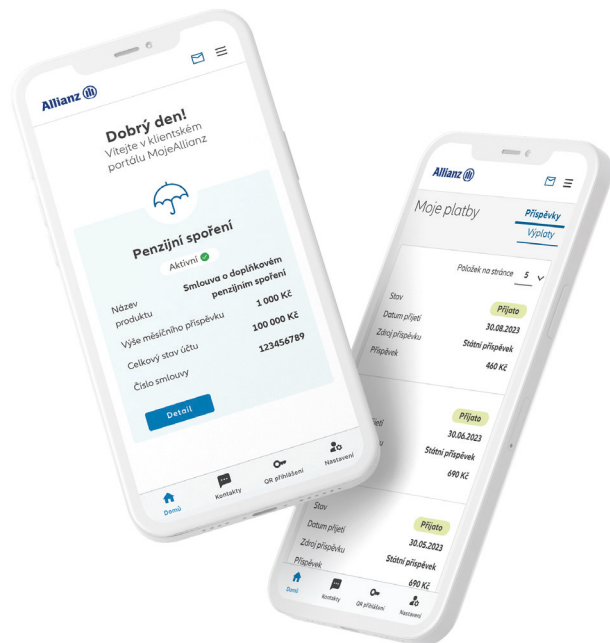 Allianz
Dobrý den!
Vítejte v klientském
portálu MojeAllianz
Penzijní spoření
Aktivní
Název
produktu
Smlouva o doplňkovém
penzijním spoření
Výše měsíčního příspěvku 1 000 Kč
Celkový stav účtu 100 000 Kč
Číslo smlouvy 123456789
Detail
Domů
Kontakty
QR přihlášení
Nastavení
Allianz
Moje platby
Příspěvky
Výplaty
Položek na stránce 5
Stav Přijato
Datum přijetí 30.08.2023
Zdroj příspěvku Státní příspěvek
Příspěvek 460 Kč
Přijato
přijetí 30.06.2023
příspěvku Státní příspěvek
690 Kč
Stav Přijato
Datum přijetí 30.05.2023
Zdroj příspěvku Státní příspěvek
Příspěvek 690 Kč
Domů
Kontakty
QR přihlášení
Nastavení